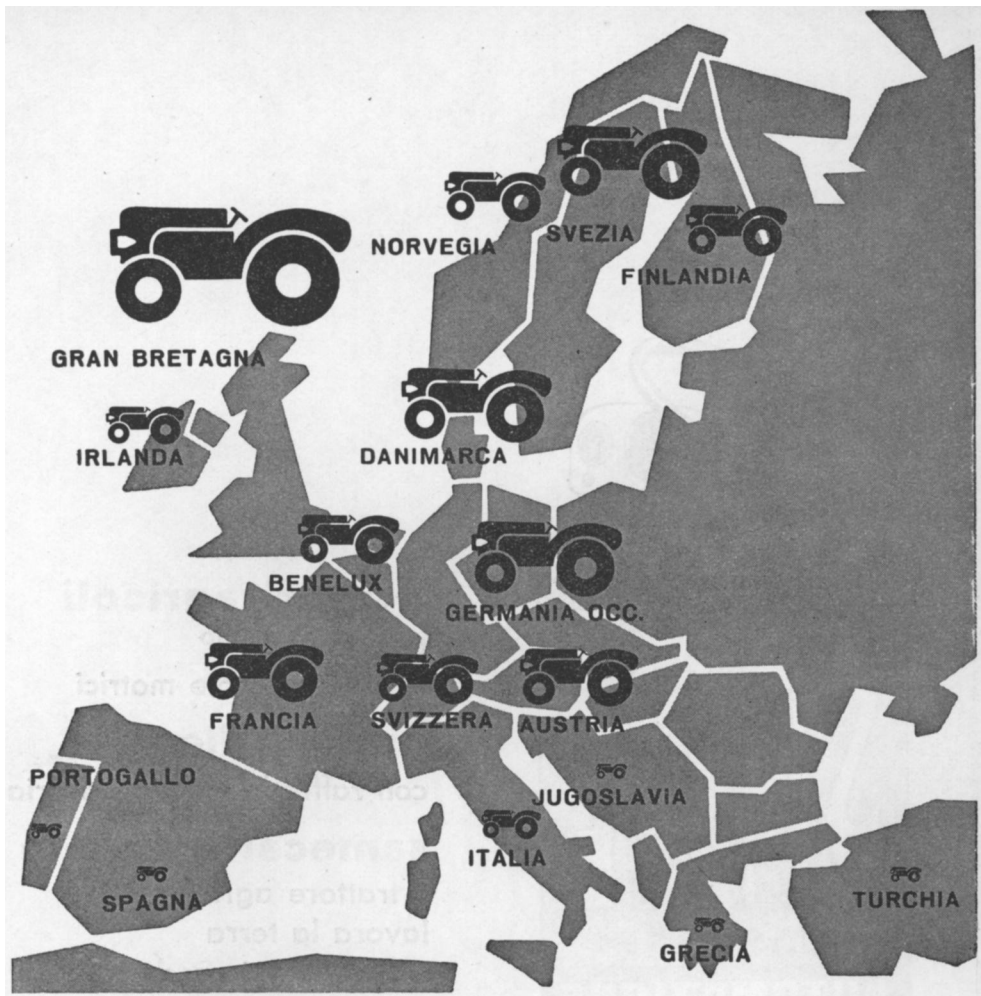 NORVEGIA
SVEZIA
FINLANDIA
GRAN BRETAGNA
IRLANDA
DANIMARCA
BENELUX
GERMANIA OCC.
FRANCIA
SVIZZERA
AUSTRIA
PORTOGALLO
JUGOSLAVIA
ITALIA
SPAGNA
TURCHIA
GRECIA